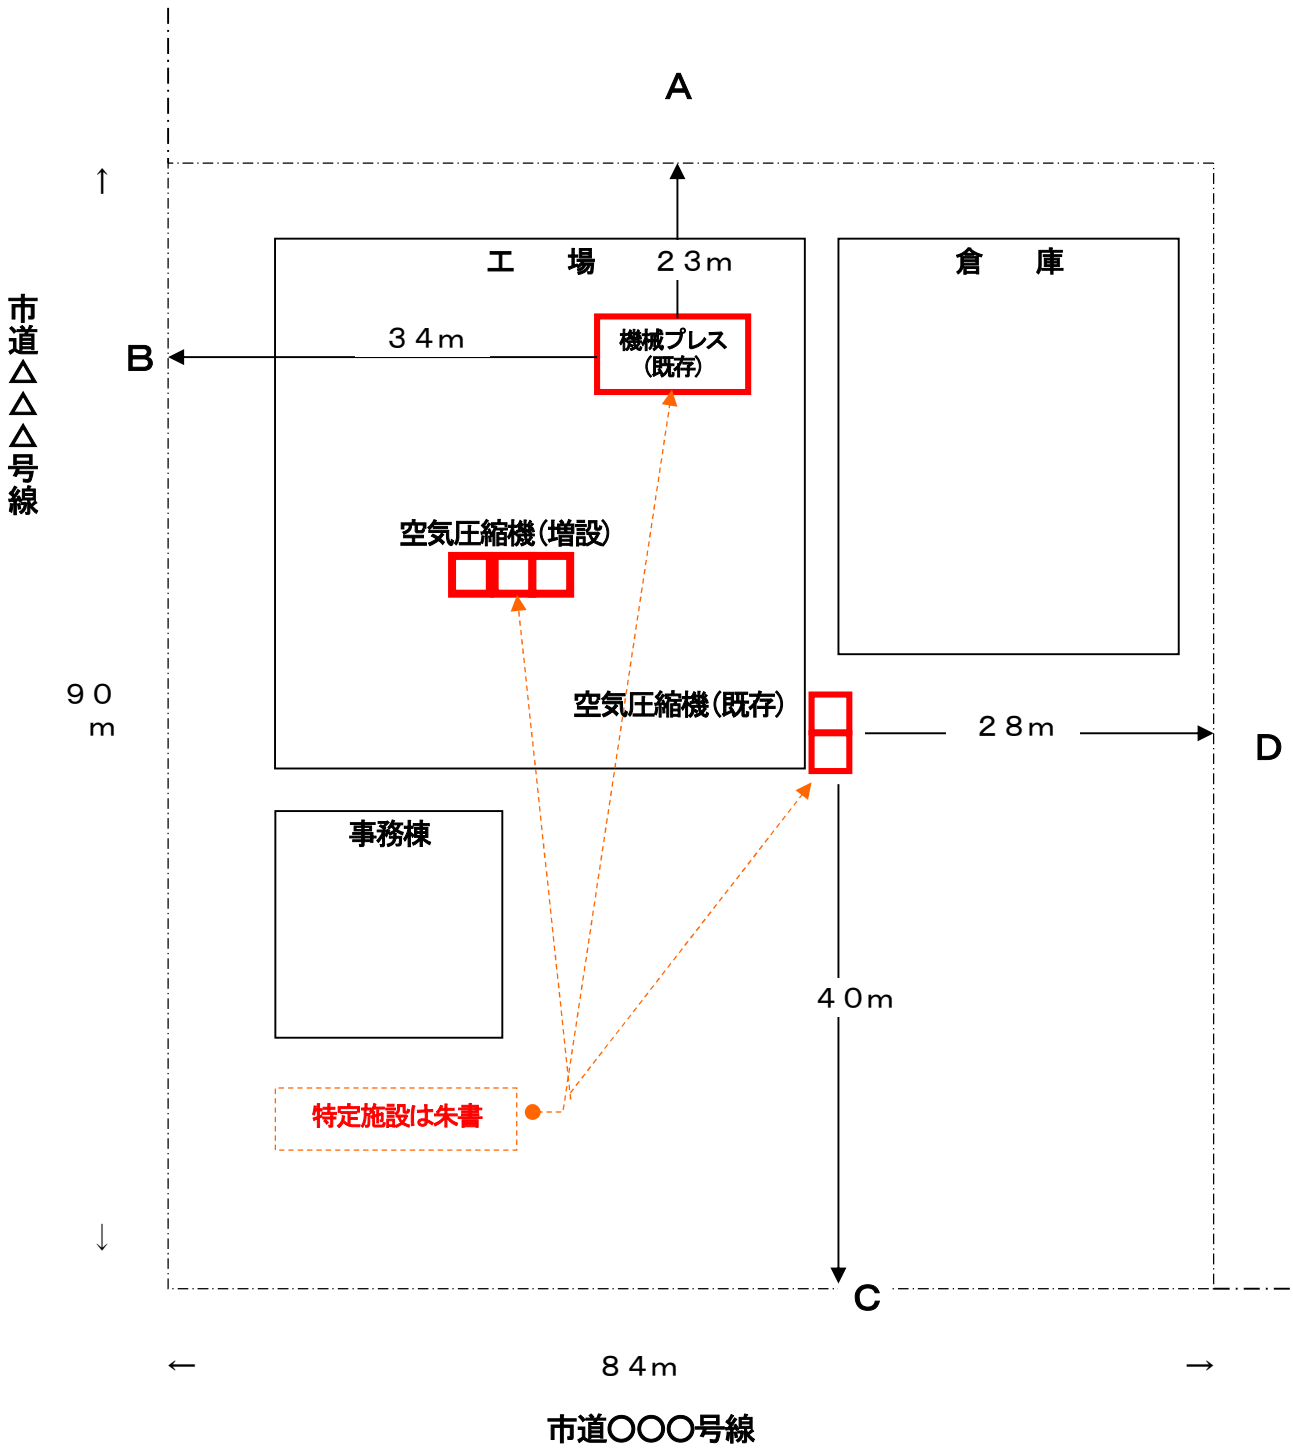 A
工　場
２３ｍ
倉　庫
市道△△△号線
３４ｍ
機械プレス
（既存）
B
空気圧縮機（増設）
空気圧縮機（既存）
９０
ｍ
２８ｍ
D
事務棟
４０ｍ
特定施設は朱書
C
８４ｍ
市道〇〇〇号線